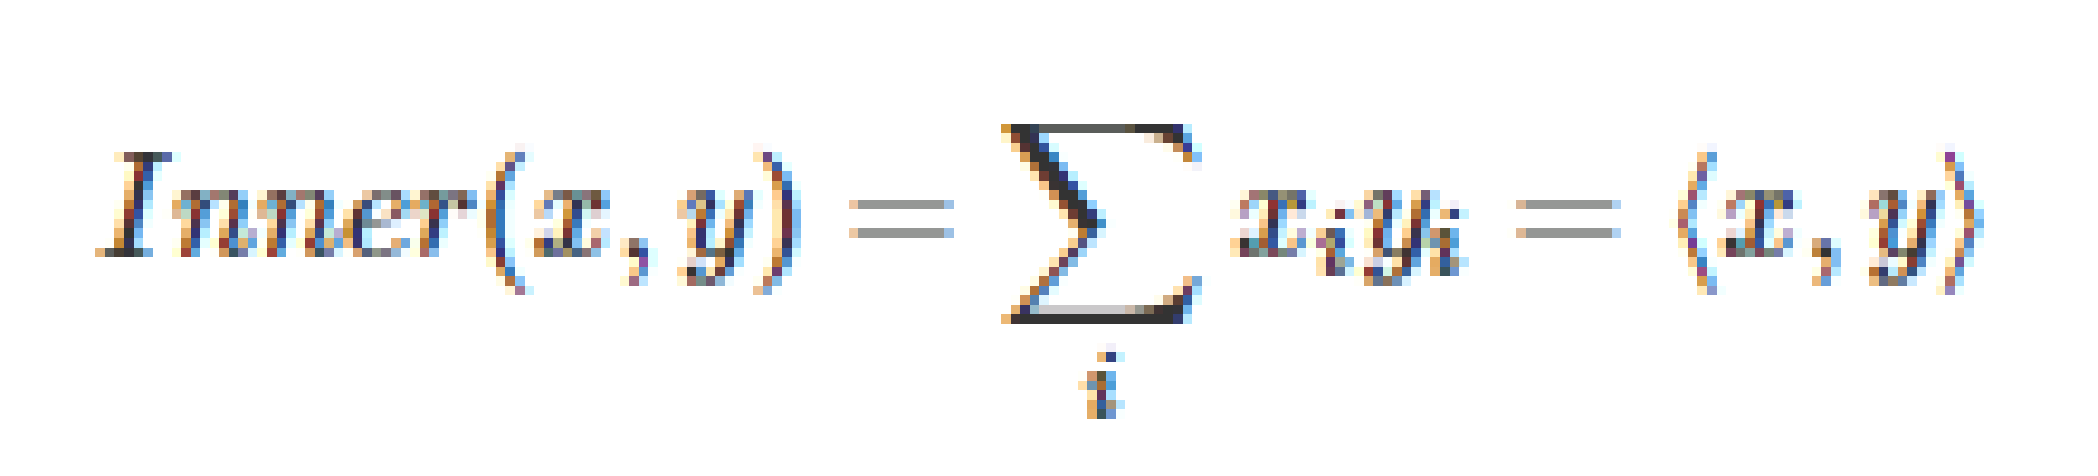 Inner(x, y) = ∑_i x_i y_i = ⟨x, y⟩